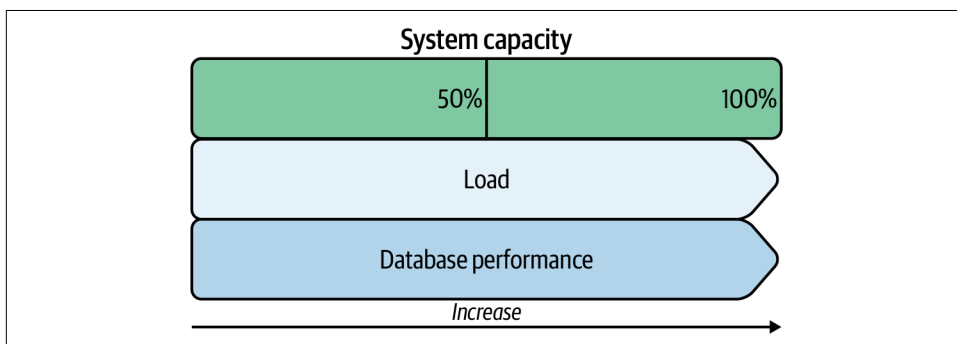 System capacity
50% 100%
Load
Database performance
Increase